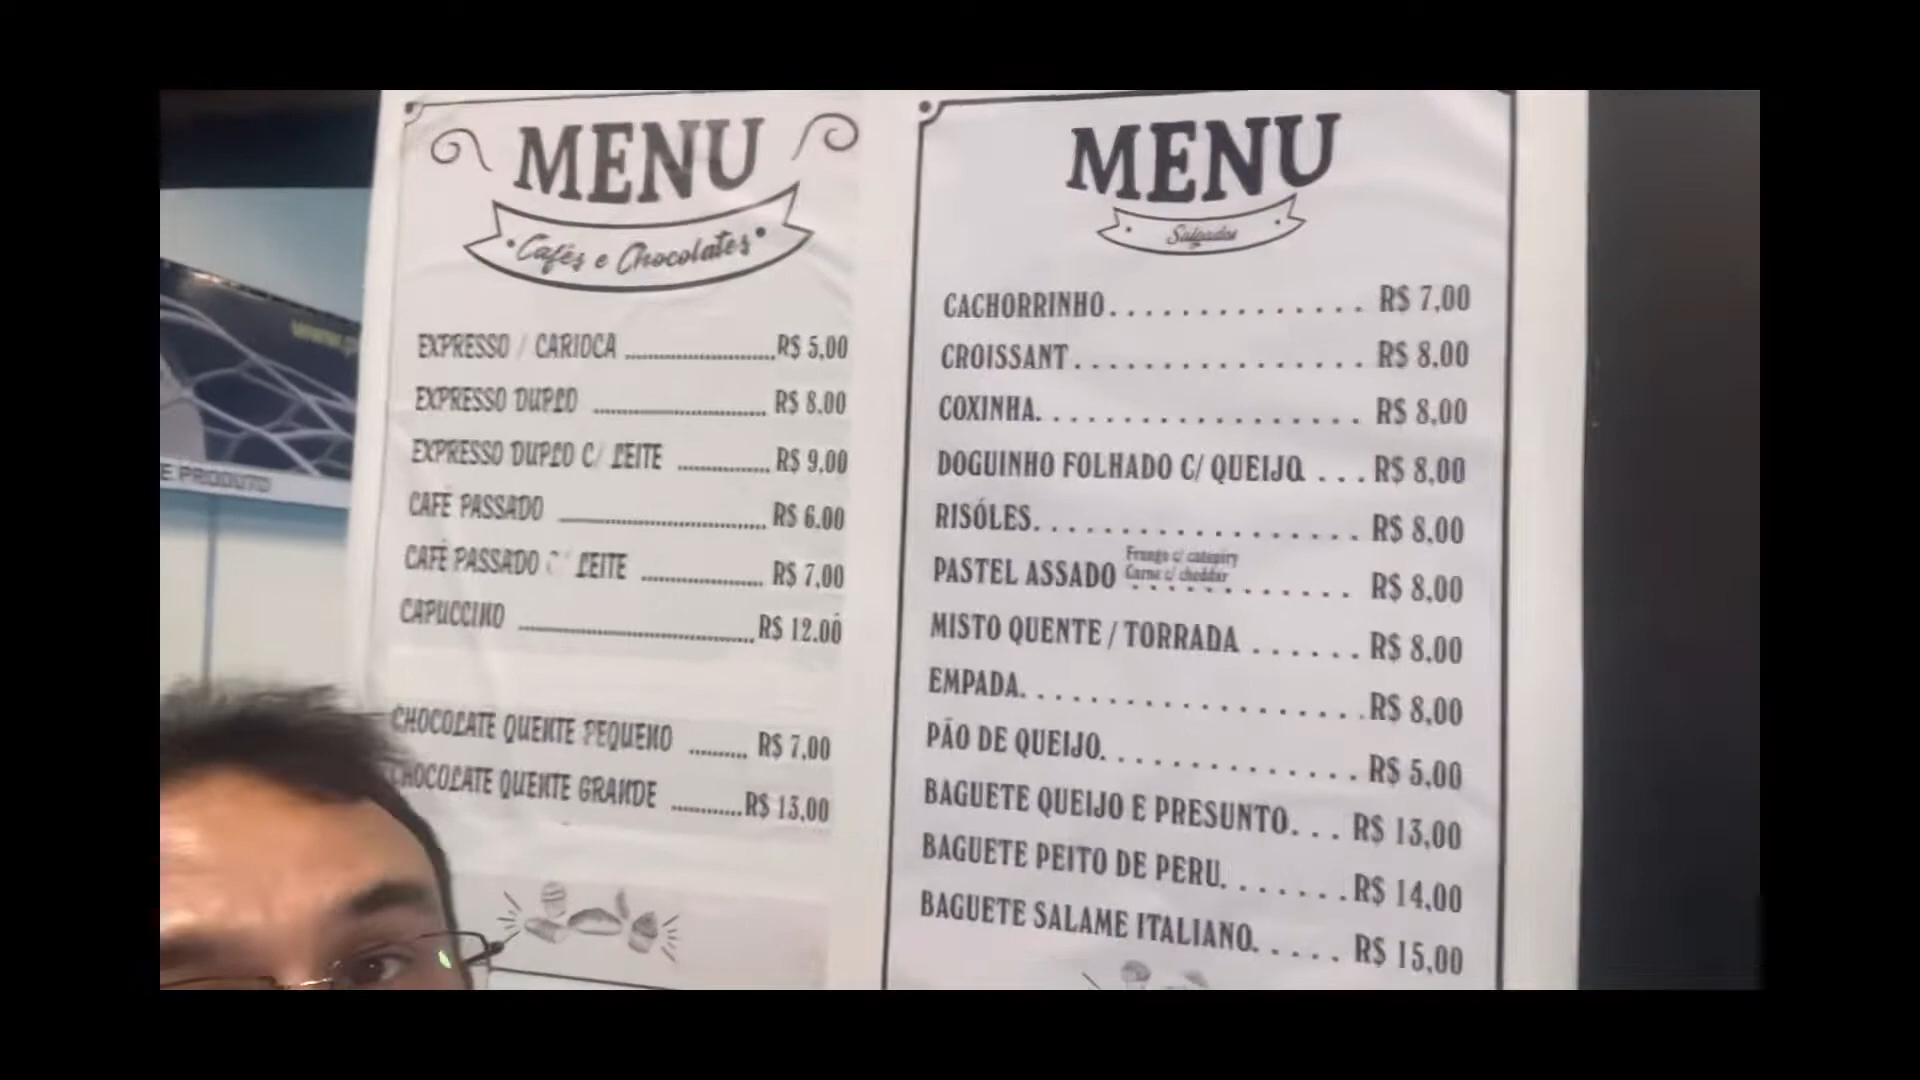 MENU
Cafés e Chocolates
EXPRESSO / CARIOCA R$ 5,00
EXPRESSO DUPLO R$ 8.00
EXPRESSO DUPLO C/ LEITE R$ 9,00
CAFÉ PASSADO R$ 6.00
CAFÉ PASSADO C/ LEITE R$ 7,00
CAPUCCINO R$ 12.00
CHOCOLATE QUENTE PEQUENO R$ 7,00
CHOCOLATE QUENTE GRANDE R$ 13,00
MENU
Salgados
CACHORRINHO R$ 7,00
CROISSANT R$ 8,00
COXINHA R$ 8,00
DOGUINHO FOLHADO C/ QUEIJO R$ 8,00
RISÓLES R$ 8,00
Frango c/ catupiry
Carne c/ cheddar
PASTEL ASSADO R$ 8,00
MISTO QUENTE / TORRADA R$ 8,00
EMPADA R$ 8,00
PÃO DE QUEIJO R$ 5,00
BAGUETE QUEIJO E PRESUNTO R$ 13,00
BAGUETE PEITO DE PERU R$ 14,00
BAGUETE SALAME ITALIANO R$ 15,00
E PRODUTO